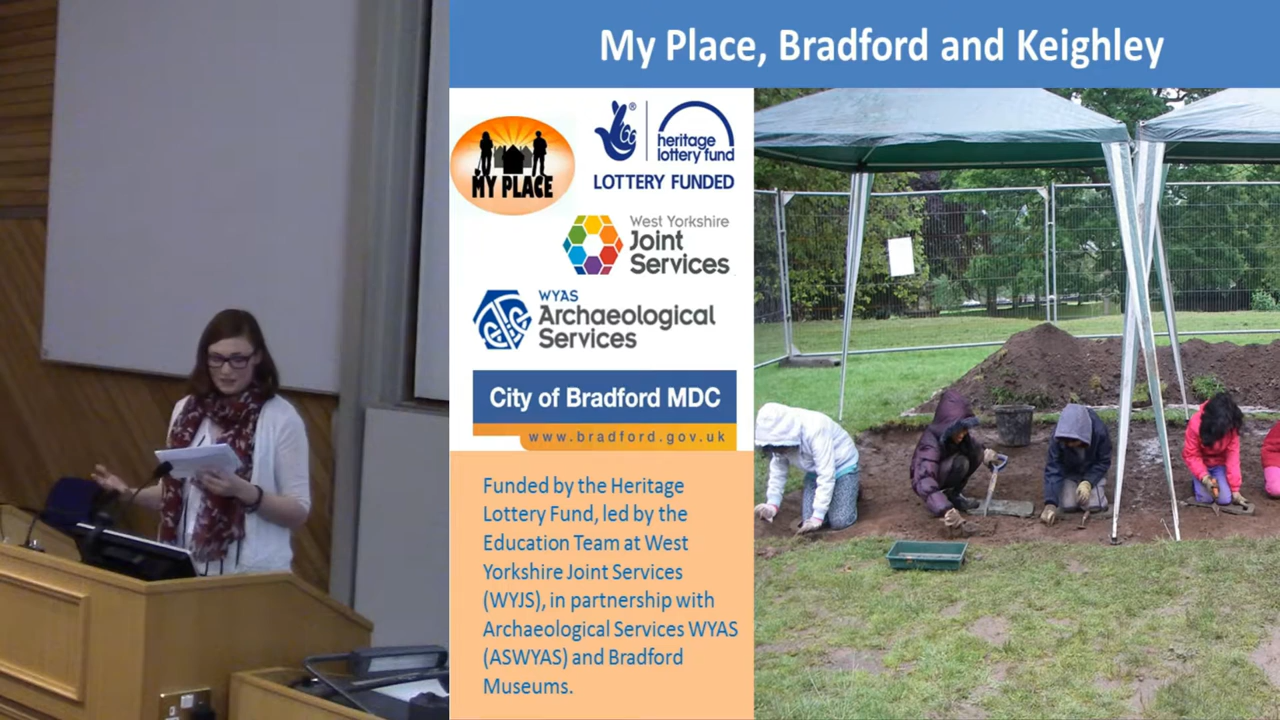 My Place, Bradford and Keighley
MY PLACE
heritage
lottery fund
LOTTERY FUNDED
West Yorkshire
Joint
Services
WYAS
Archaeological
Services
City of Bradford MDC
www.bradford.gov.uk
Funded by the Heritage
Lottery Fund, led by the
Education Team at West
Yorkshire Joint Services
(WYJS), in partnership with
Archaeological Services WYAS
(ASWYAS) and Bradford
Museums.